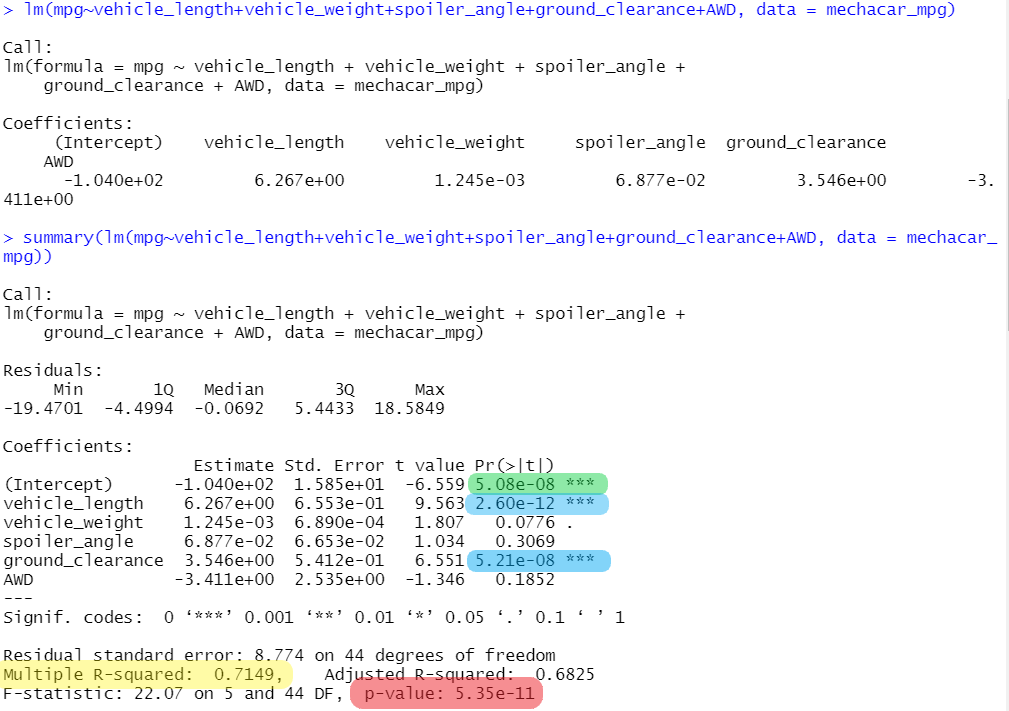 > lm(mpg~vehicle_length+vehicle_weight+spoiler_angle+ground_clearance+AWD, data = mechacar_mpg)
Call:
lm(formula = mpg ~ vehicle_length + vehicle_weight + spoiler_angle +
    ground_clearance + AWD, data = mechacar_mpg)
Coefficients:
     (Intercept)    vehicle_length    vehicle_weight     spoiler_angle  ground_clearance
    AWD
      -1.040e+02         6.267e+00         1.245e-03         6.877e-02         3.546e+00        -3.
411e+00
> summary(lm(mpg~vehicle_length+vehicle_weight+spoiler_angle+ground_clearance+AWD, data = mechacar_
mpg))
Call:
lm(formula = mpg ~ vehicle_length + vehicle_weight + spoiler_angle +
    ground_clearance + AWD, data = mechacar_mpg)
Residuals:
     Min       1Q   Median       3Q      Max
-19.4701  -4.4994  -0.0692   5.4433  18.5849
Coefficients:
                   Estimate Std. Error t value Pr(>|t|)
(Intercept)      -1.040e+02  1.585e+01  -6.559 5.08e-08 ***
vehicle_length    6.267e+00  6.553e-01   9.563 2.60e-12 ***
vehicle_weight    1.245e-03  6.890e-04   1.807   0.0776 .
spoiler_angle     6.877e-02  6.653e-02   1.034   0.3069
ground_clearance  3.546e+00  5.412e-01   6.551 5.21e-08 ***
AWD              -3.411e+00  2.535e+00  -1.346   0.1852
---
Signif. codes:  0 ‘***’ 0.001 ‘**’ 0.01 ‘*’ 0.05 ‘.’ 0.1 ‘ ’ 1
Residual standard error: 8.774 on 44 degrees of freedom
Multiple R-squared:  0.7149,    Adjusted R-squared:  0.6825
F-statistic: 22.07 on 5 and 44 DF,  p-value: 5.35e-11